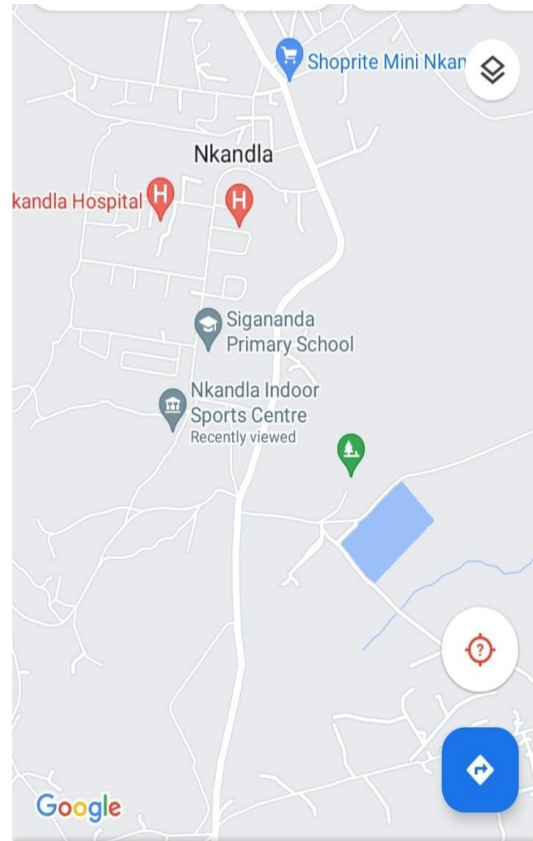 Shoprite Mini Nkan
Nkandla
kandla Hospital
H
H
Sigananda
Primary School
Nkandla Indoor
Sports Centre
Recently viewed
?
Google